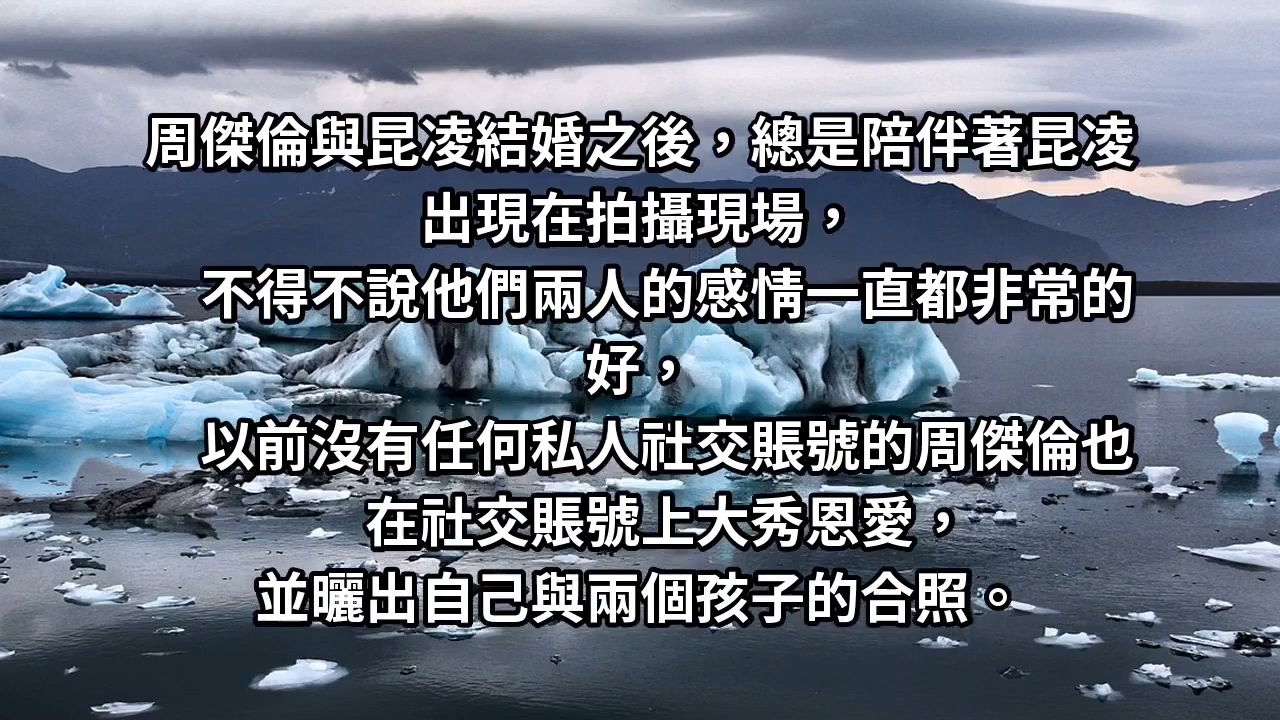 周傑倫與昆凌結婚之後，總是陪伴著昆凌
出現在拍攝現場，
不得不說他們兩人的感情一直都非常的
好，
以前沒有任何私人社交賬號的周傑倫也
在社交賬號上大秀恩愛，
並曬出自己與兩個孩子的合照。